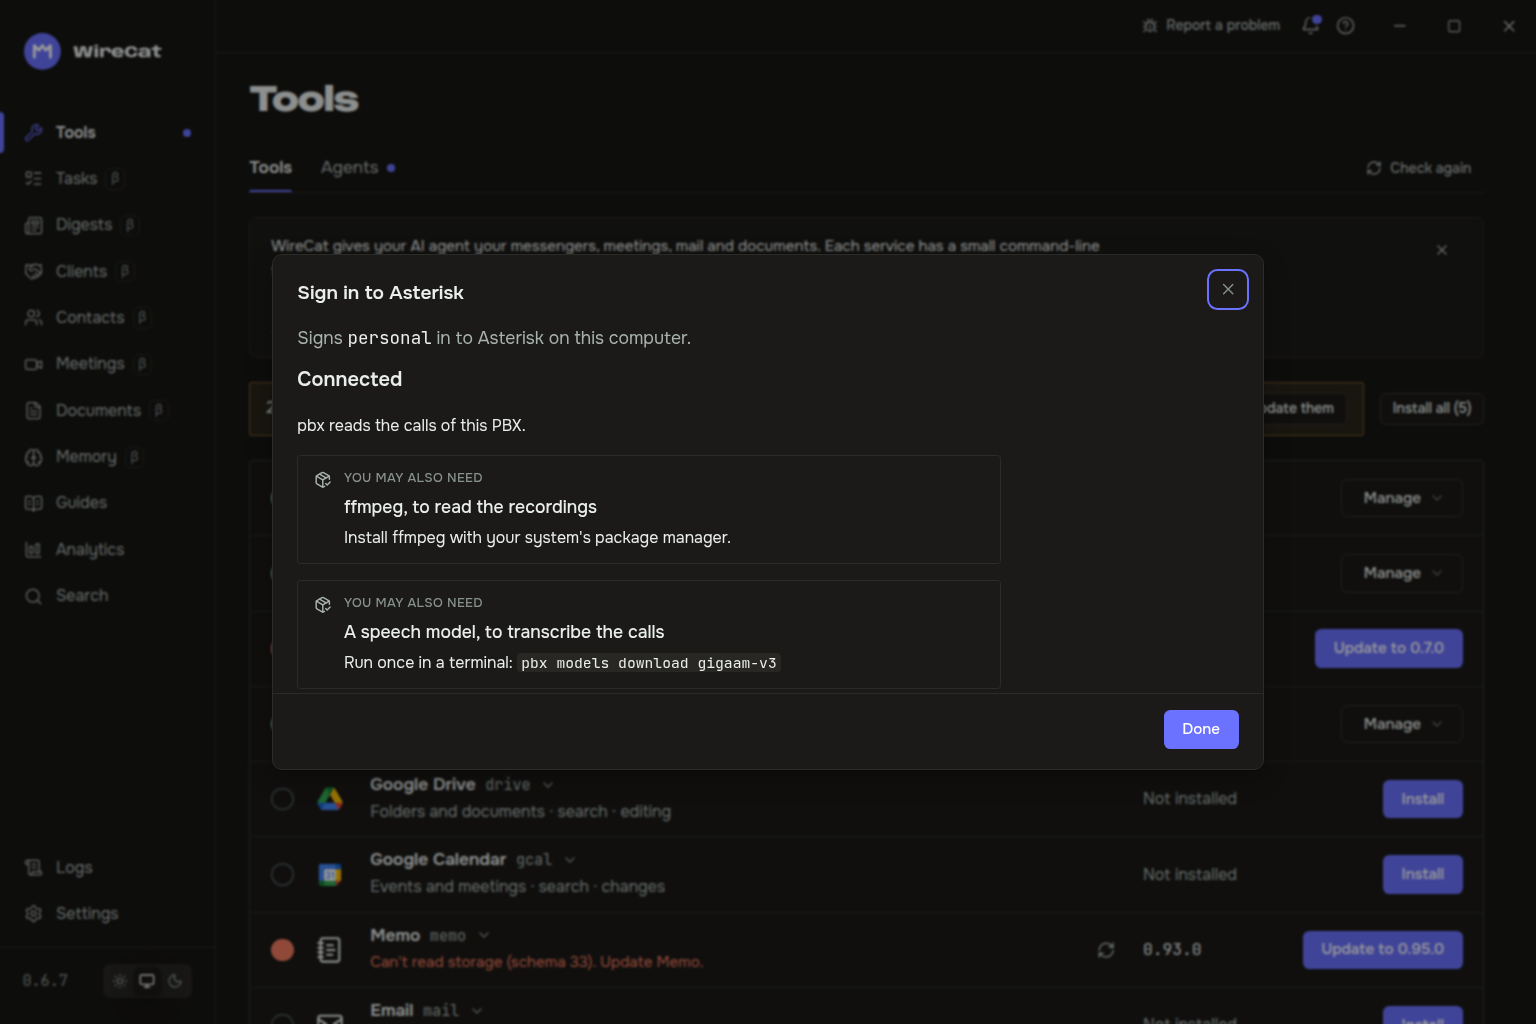 WireCat
Report a problem
Tools
Tasks β
Digests β
Clients β
Contacts β
Meetings β
Documents β
Memory β
Guides
Analytics
Search
Logs
Settings
0.6.7
Tools
Tools
Agents
Check again
WireCat gives your AI agent your messengers, meetings, mail and documents. Each service has a small command-line
Sign in to Asterisk
Signs personal in to Asterisk on this computer.
Connected
pbx reads the calls of this PBX.
YOU MAY ALSO NEED
ffmpeg, to read the recordings
Install ffmpeg with your system's package manager.
YOU MAY ALSO NEED
A speech model, to transcribe the calls
Run once in a terminal: pbx models download gigaam-v3
Done
them
Install all (5)
Manage
Manage
Update to 0.7.0
Manage
Google Drive drive
Folders and documents · search · editing
Not installed
Install
Google Calendar gcal
Events and meetings · search · changes
Not installed
Install
Memo memo
Can't read storage (schema 33). Update Memo.
0.93.0
Update to 0.95.0
Email mail
Not installed
Install